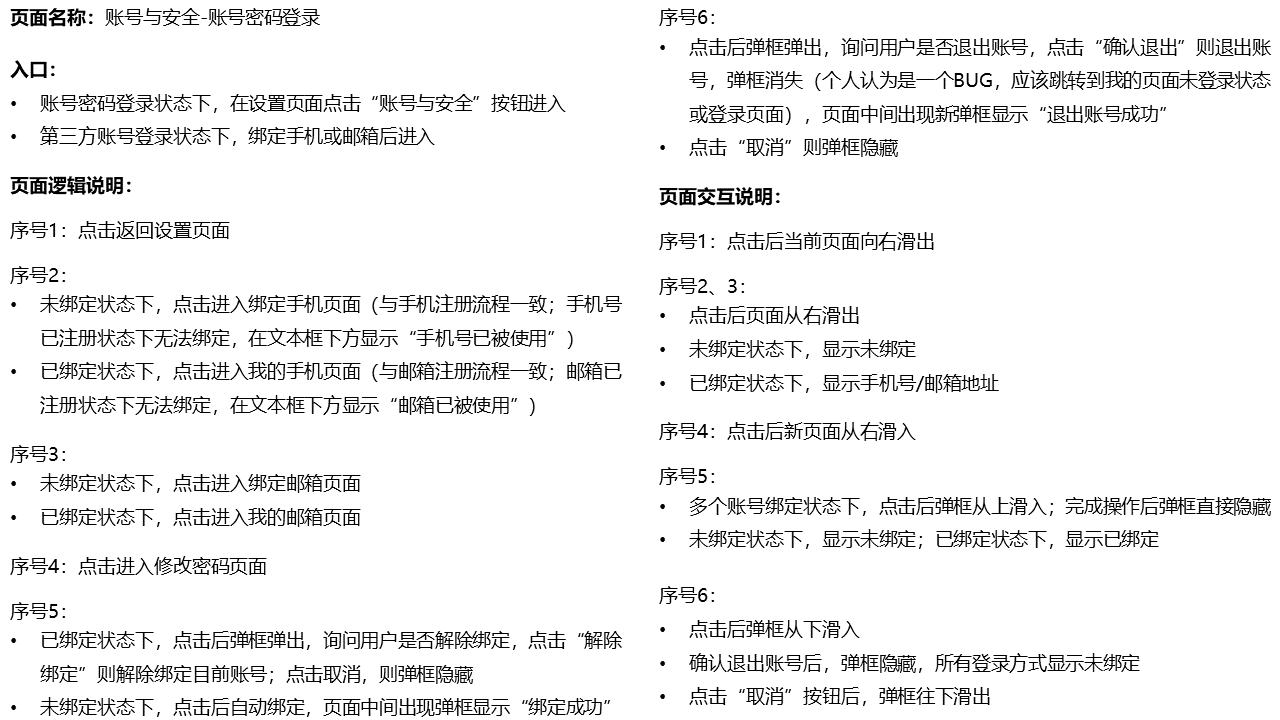 页面名称：账号与安全-账号密码登录
入口：
• 账号密码登录状态下，在设置页面点击“账号与安全”按钮进入
• 第三方账号登录状态下，绑定手机或邮箱后进入
页面逻辑说明：
序号1：点击返回设置页面
序号2：
• 未绑定状态下，点击进入绑定手机页面（与手机注册流程一致；手机号
已注册状态下无法绑定，在文本框下方显示“手机号已被使用”）
• 已绑定状态下，点击进入我的手机页面（与邮箱注册流程一致；邮箱已
注册状态下无法绑定，在文本框下方显示“邮箱已被使用”）
序号3：
• 未绑定状态下，点击进入绑定邮箱页面
• 已绑定状态下，点击进入我的邮箱页面
序号4：点击进入修改密码页面
序号5：
• 已绑定状态下，点击后弹框弹出，询问用户是否解除绑定，点击“解除
绑定”则解除绑定目前账号；点击取消，则弹框隐藏
• 未绑定状态下，点击后自动绑定，页面中间出现弹框显示“绑定成功”
序号6：
• 点击后弹框弹出，询问用户是否退出账号，点击“确认退出”则退出账
号，弹框消失（个人认为是一个BUG，应该跳转到我的页面未登录状态
或登录页面），页面中间出现新弹框显示“退出账号成功”
• 点击“取消”则弹框隐藏
页面交互说明：
序号1：点击后当前页面向右滑出
序号2、3：
• 点击后页面从右滑出
• 未绑定状态下，显示未绑定
• 已绑定状态下，显示手机号/邮箱地址
序号4：点击后新页面从右滑入
序号5：
• 多个账号绑定状态下，点击后弹框从上滑入；完成操作后弹框直接隐藏
• 未绑定状态下，显示未绑定；已绑定状态下，显示已绑定
序号6：
• 点击后弹框从下滑入
• 确认退出账号后，弹框隐藏，所有登录方式显示未绑定
• 点击“取消”按钮后，弹框往下滑出